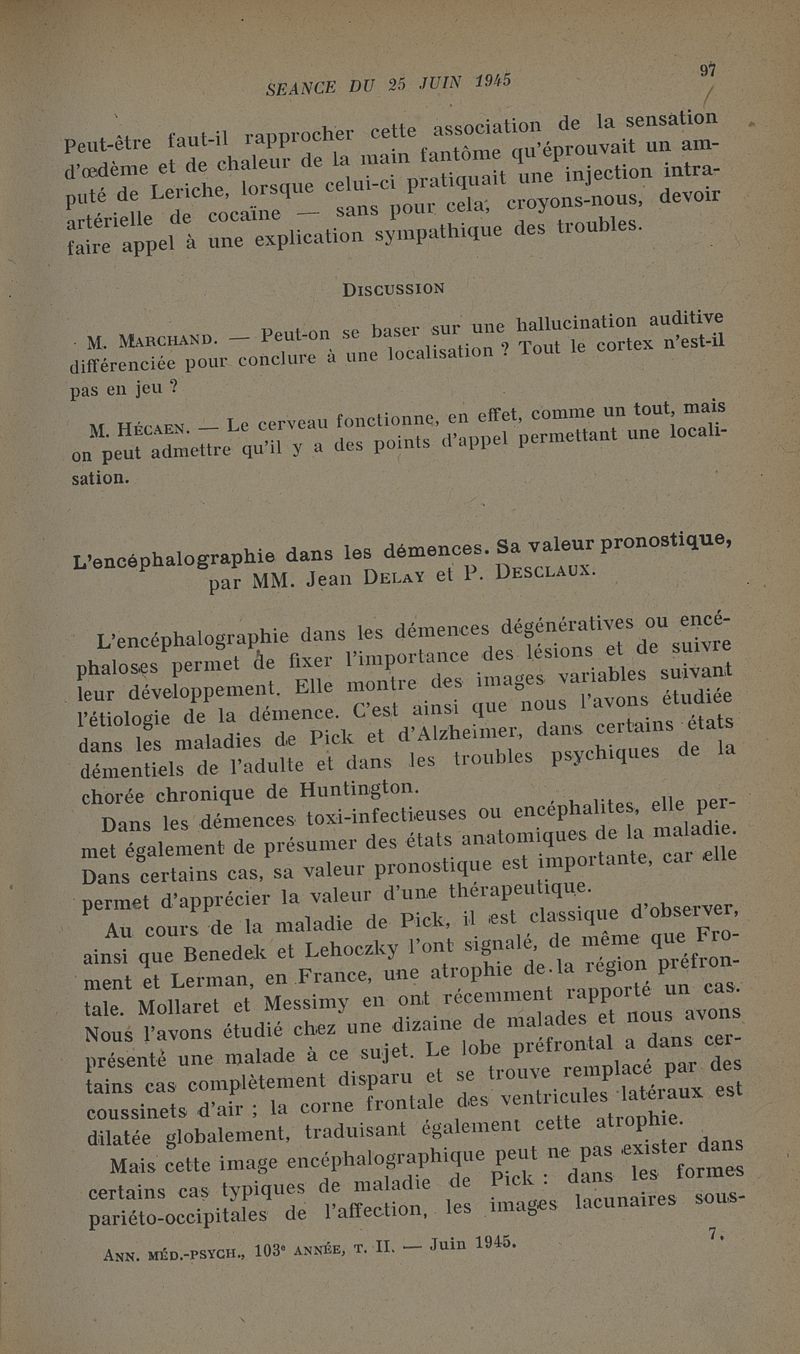 SEANCE DU 25 JUIN 1945
97
Peut-être faut-il rapprocher cette association de la sensation
d'œdème et de chaleur de la main fantôme qu'éprouvait un am-
puté de Leriche, lorsque celui-ci pratiquait une injection intra-
artérielle de cocaïne — sans pour cela, croyons-nous, devoir
faire appel à une explication sympathique des troubles.
DISCUSSION
M. MARCHAND. — Peut-on se baser sur une hallucination auditive
différenciée pour conclure à une localisation ? Tout le cortex n'est-il
pas en jeu ?
M. HÉCAEN. — Le cerveau fonctionne, en effet, comme un tout, mais
on peut admettre qu'il y a des points d'appel permettant une locali-
sation.
L'encéphalographie dans les démences. Sa valeur pronostique,
par MM. Jean DELAY et P. DESCLAUX.
L'encéphalographie dans les démences dégénératives ou encé-
phaloses permet de fixer l'importance des lésions et de suivre
leur développement. Elle montre des images variables suivant
l'étiologie de la démence. C'est ainsi que nous l'avons étudiée
dans les maladies de Pick et d'Alzheimer, dans certains états
démentiels de l'adulte et dans les troubles psychiques de la
chorée chronique de Huntington.
Dans les démences toxi-infectieuses ou encéphalites, elle per-
met également de présumer des états anatomiques de la maladie.
Dans certains cas, sa valeur pronostique est importante, car elle
permet d'apprécier la valeur d'une thérapeutique.
Au cours de la maladie de Pick, il est classique d'observer,
ainsi que Benedek et Lehoczky l'ont signalé, de même que Fro-
ment et Lerman, en France, une atrophie de la région préfron-
tale. Mollaret et Messimy en ont récemment rapporté un cas.
Nous l'avons étudié chez une dizaine de malades et nous avons
présenté une malade à ce sujet. Le lobe préfrontal a dans cer-
tains cas complètement disparu et se trouve remplacé par des
coussinets d'air ; la corne frontale des ventricules latéraux est
dilatée globalement, traduisant également cette atrophie.
Mais cette image encéphalographique peut ne pas exister dans
certains cas typiques de maladie de Pick : dans les formes
pariéto-occipitales de l'affection, les images lacunaires sous-
ANN. MÉD.-PSYCH., 103e ANNÉE, T. II. — Juin 1945.
7.